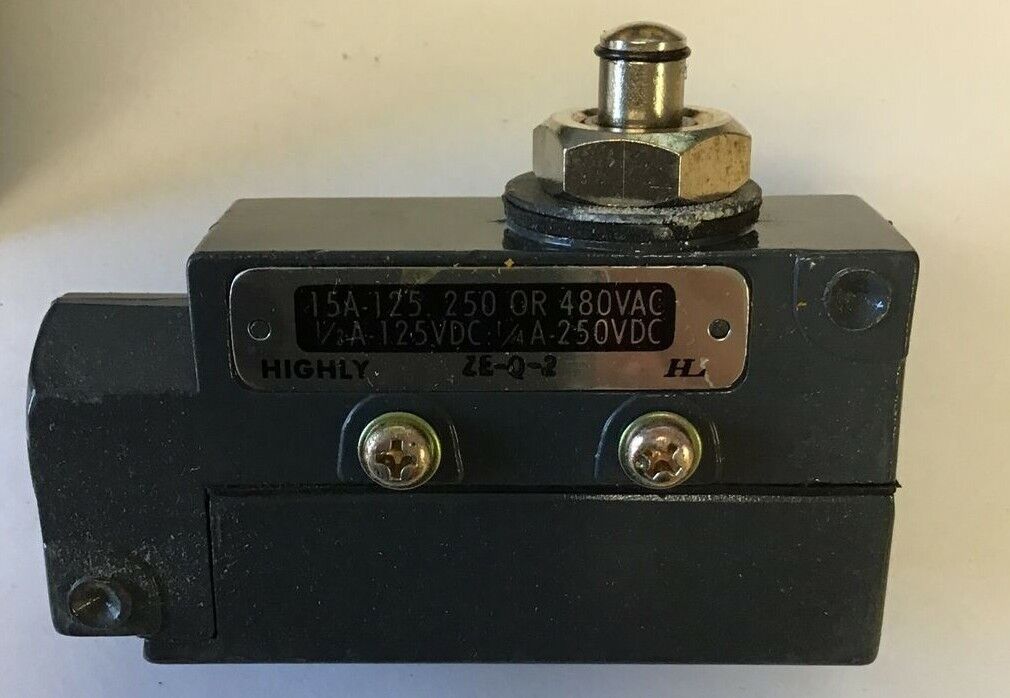 15A-125. 250 OR 480VAC
½A-125VDC. ¼A-250VDC
HIGHLY ZE-Q-2 HL